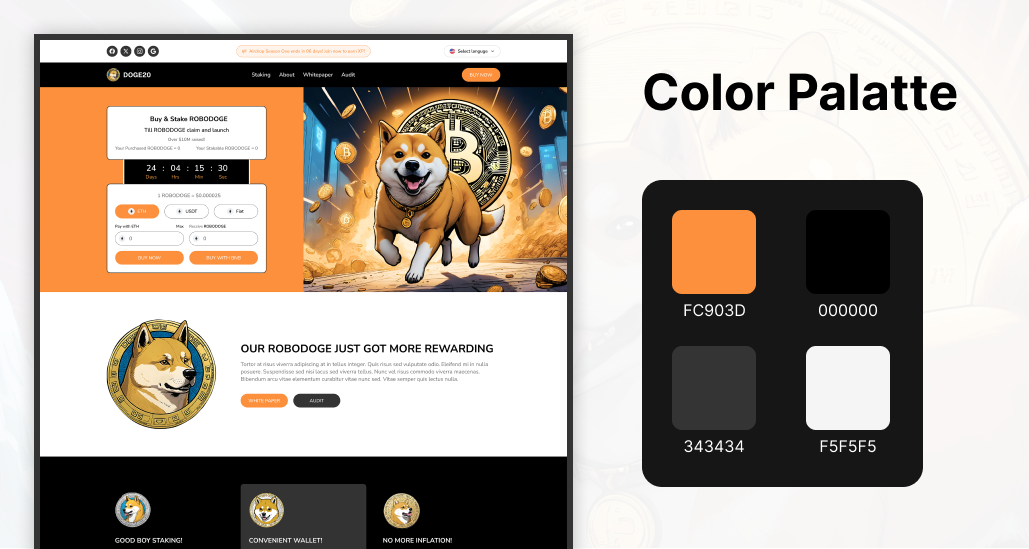 Airdrop Season One ends in 06 days! Join now to earn XP!
Select languge
DOGE20
Staking About Whitepaper Audit
BUY NOW
Buy & Stake ROBODOGE
Till ROBODOGE claim and launch
Over $10M raised!
Your Purchased ROBODOGE = 0 Your Stakable ROBODOGE = 0
24 : 04 : 15 : 30
Days Hrs Min Sec
1 ROBODOGE = $0.000025
ETH USDT Fiat
Pay with ETH Max Receive ROBODOGE
0 0
BUY NOW BUY WITH BNB
OUR ROBODOGE JUST GOT MORE REWARDING
Tortor at risus viverra adipiscing at in tellus integer. Quis risus sed vulputate odio. Eleifend mi in nulla
posuere. Suspendisse sed nisi lacus sed viverra tellus. Nunc vel risus commodo viverra maecenas.
Bibendum arcu vitae elementum curabitur vitae nunc sed. Vitae semper quis lectus nulla.
WHITE PAPER AUDIT
GOOD BOY STAKING! CONVENIENT WALLET! NO MORE INFLATION!
Color Palatte
FC903D 000000
343434 F5F5F5